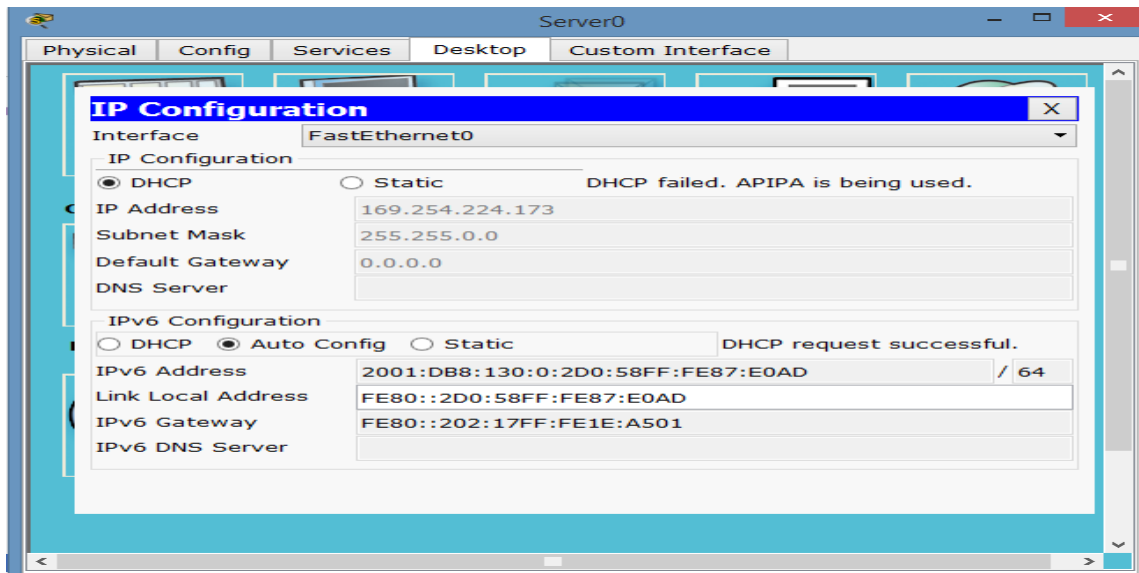 Server0
Physical Config Services Desktop Custom Interface
IP Configuration X
Interface FastEthernet0
IP Configuration
DHCP Static DHCP failed. APIPA is being used.
IP Address 169.254.224.173
Subnet Mask 255.255.0.0
Default Gateway 0.0.0.0
DNS Server
IPv6 Configuration
DHCP Auto Config Static DHCP request successful.
IPv6 Address 2001:DB8:130:0:2D0:58FF:FE87:E0AD / 64
Link Local Address FE80::2D0:58FF:FE87:E0AD
IPv6 Gateway FE80::202:17FF:FE1E:A501
IPv6 DNS Server